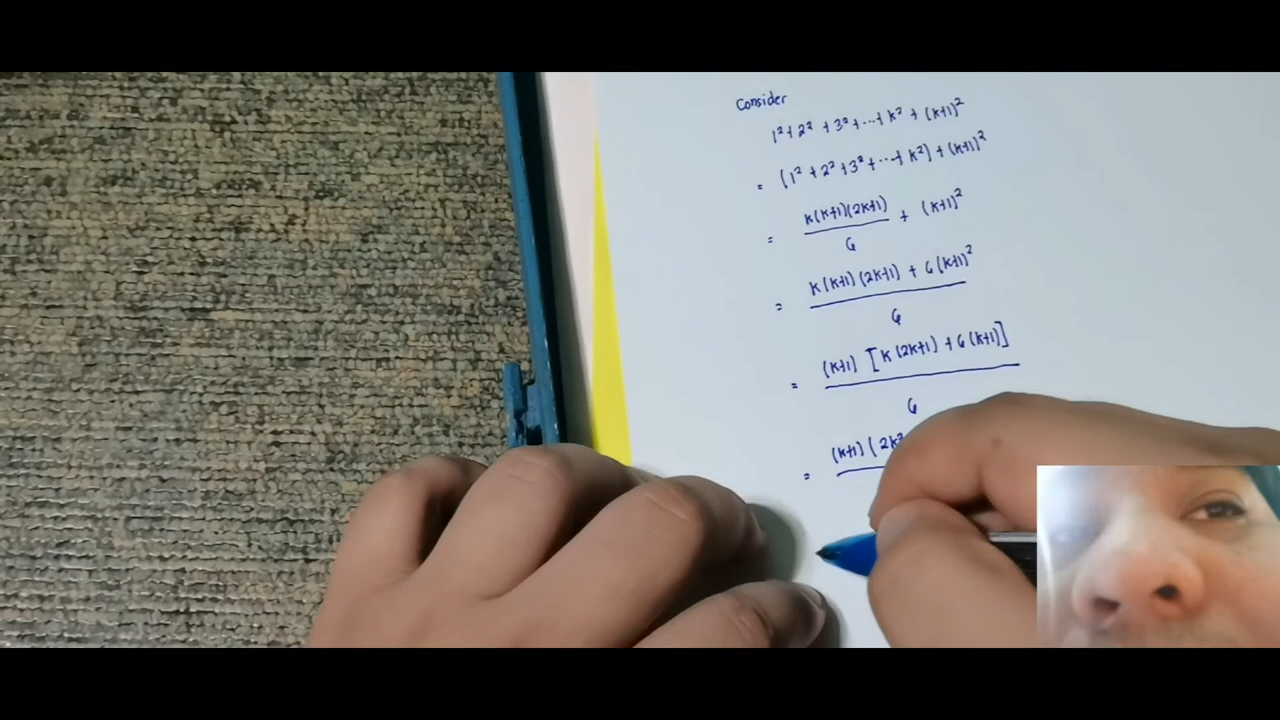 Consider
1² + 2² + 3² + ... + k² + (k+1)²
= (1² + 2² + 3² + ... + k²) + (k+1)²
= k(k+1)(2k+1)/6 + (k+1)²
= k(k+1)(2k+1) + 6(k+1)²/6
= (k+1) [k(2k+1) + 6(k+1)]/6
= (k+1) (2k²